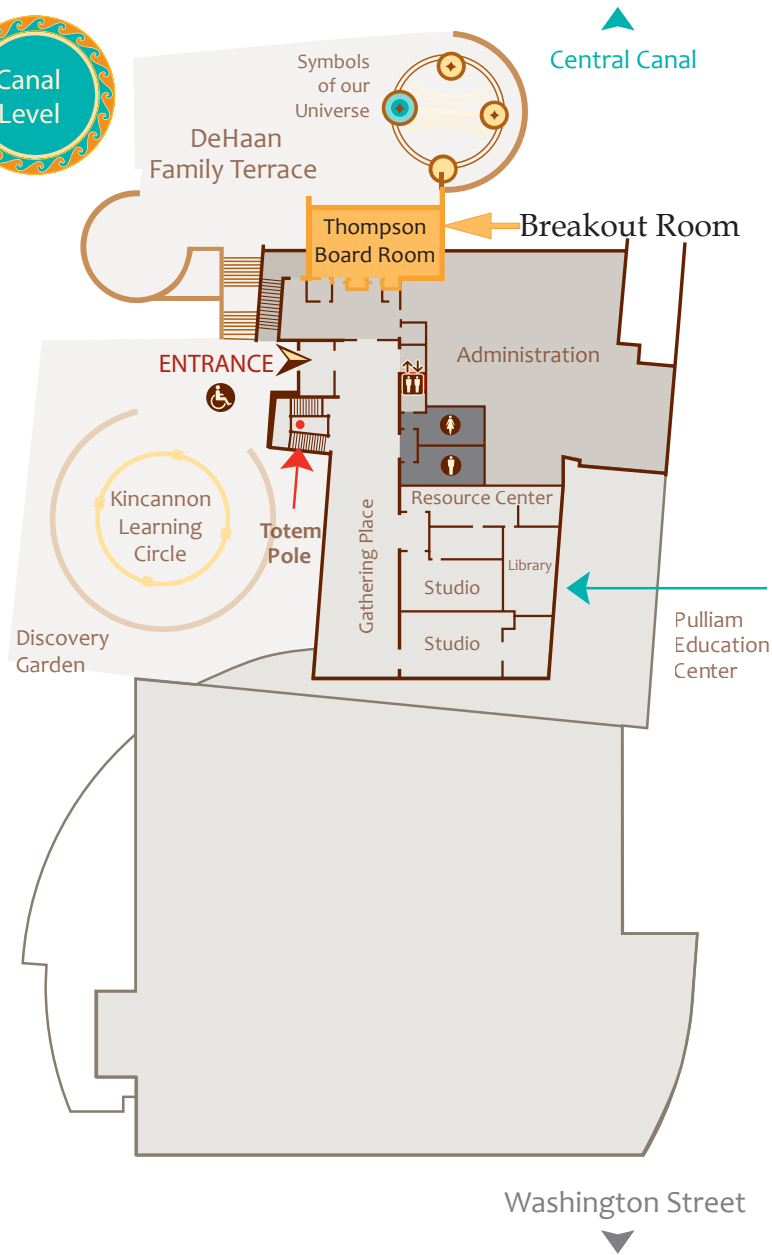 Canal
Level
Central Canal
Symbols
of our
Universe
DeHaan
Family Terrace
Thompson
Board Room
Breakout Room
ENTRANCE
Administration
Kincannon
Learning
Circle
Totem
Pole
Gathering Place
Resource Center
Library
Studio
Studio
Discovery
Garden
Pulliam
Education
Center
Washington Street